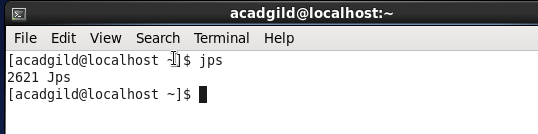 acadgild@localhost:~
File Edit View Search Terminal Help
[acadgild@localhost ~]$ jps
2621 Jps
[acadgild@localhost ~]$